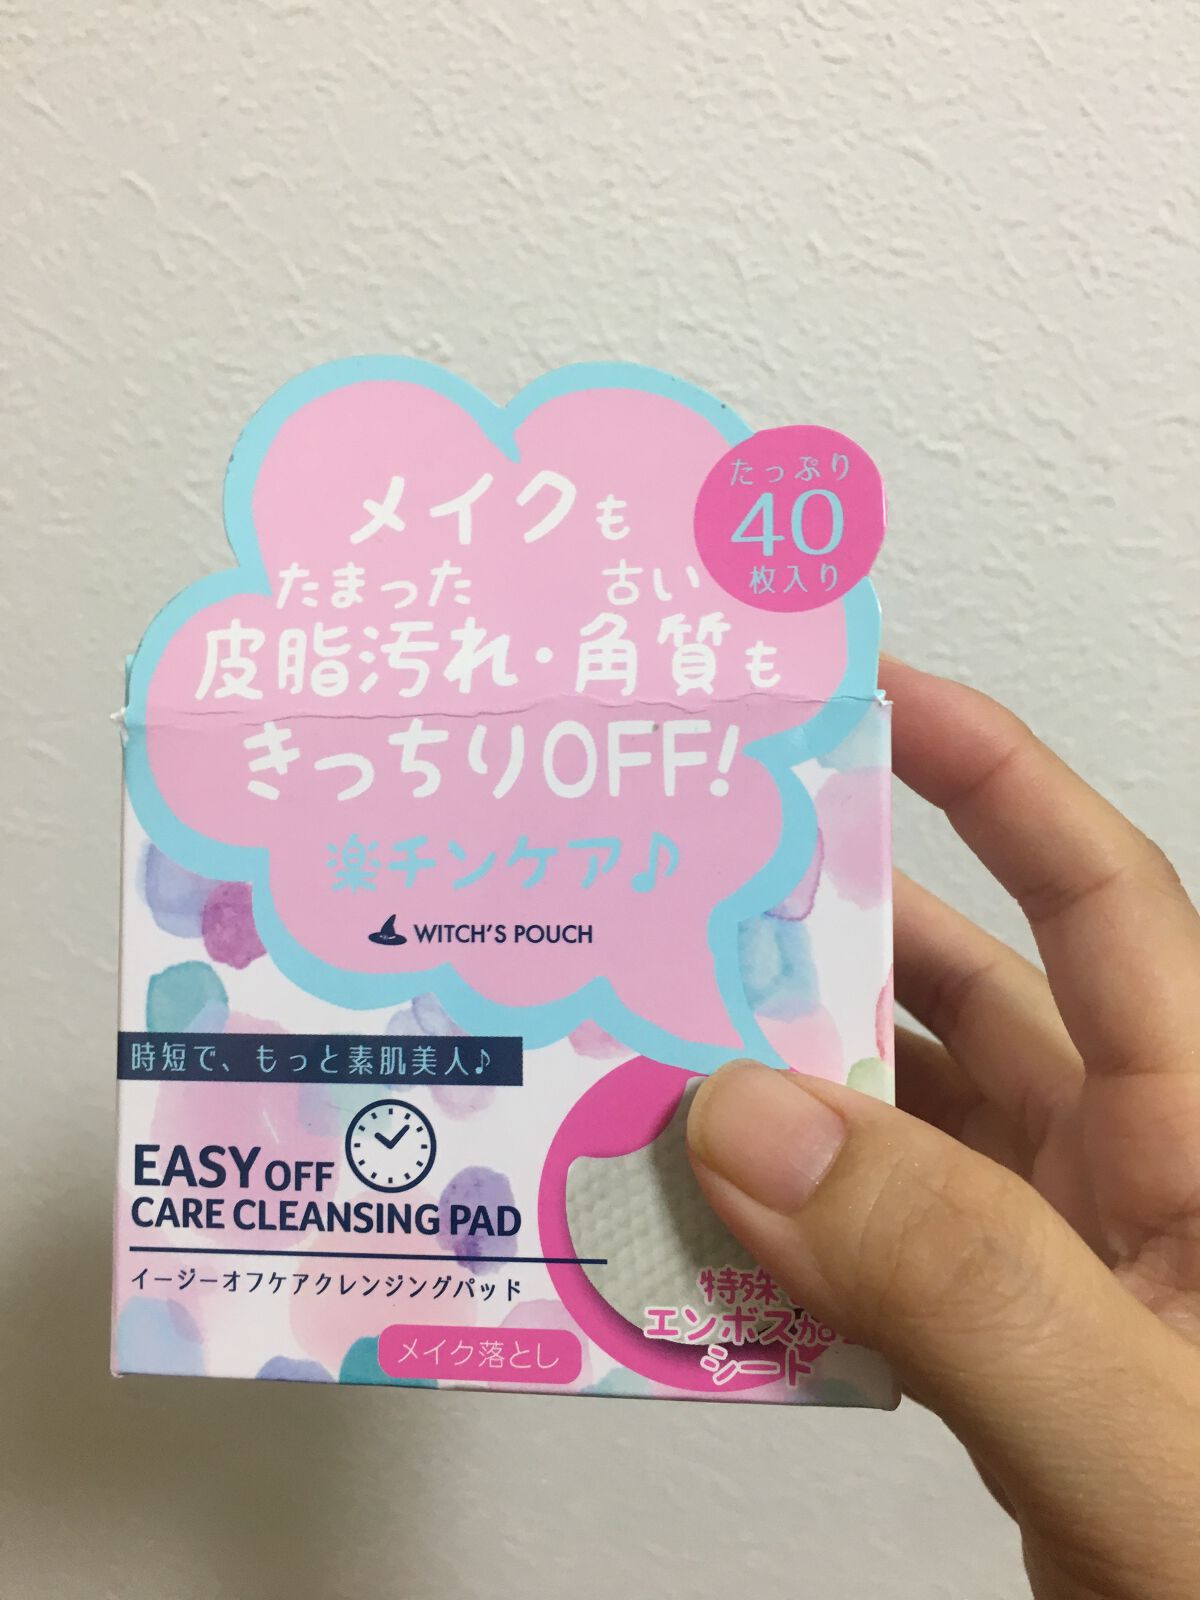 たっぷり
40
枚入り
メイクも
たまった 古い
皮脂汚れ・角質も
きっちりOFF!
楽チンケア♪
WITCH'S POUCH
時短で、もっと素肌美人♪
EASY OFF
CARE CLEANSING PAD
イージーオフケアクレンジングパッド
メイク落とし
特殊
エンボス加
シート